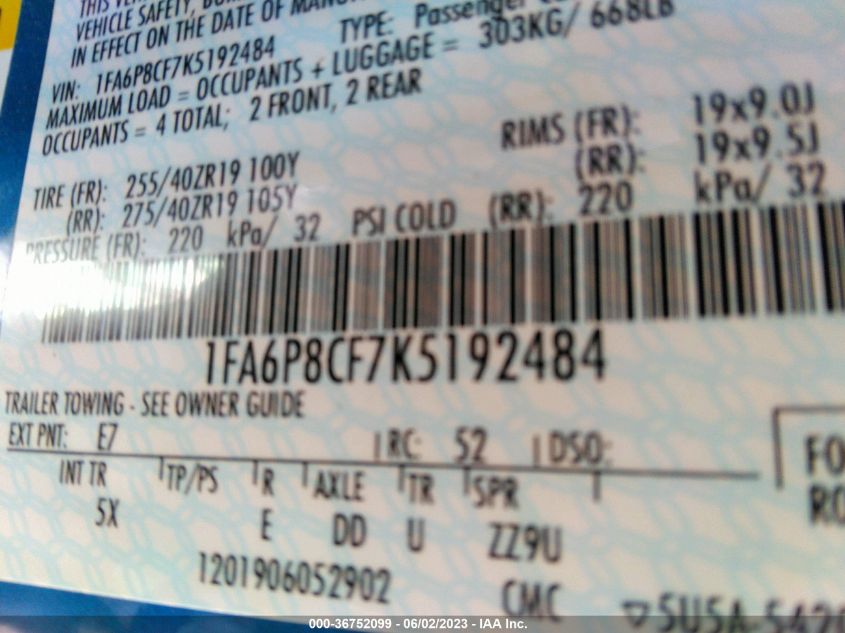 THIS
VEHICLE SAFETY,
IN EFFECT ON THE DATE OF
VIN: 1FA6P8CF7K5192484 TYPE: Passenger
MAXIMUM LOAD = OCCUPANTS + LUGGAGE = 303KG/ 668LB
OCCUPANTS = 4 TOTAL; 2 FRONT, 2 REAR
TIRE (FR): 255/40ZR19 100Y RIMS (FR): 19x9.0J
(RR): 275/40ZR19 105Y (RR): 19x9.5J
PRESSURE (FR): 220 kPa/ 32 PSI COLD (RR): 220 kPa/ 32
1FA6P8CF7K5192484
TRAILER TOWING - SEE OWNER GUIDE
EXT PNT: E7 RC: 52 DSO:
INT TR TP/PS R AXLE TR SPR
5X E DD U ZZ9U
1201906052902 CMC
000-36752099 - 06/02/2023 - IAA Inc.